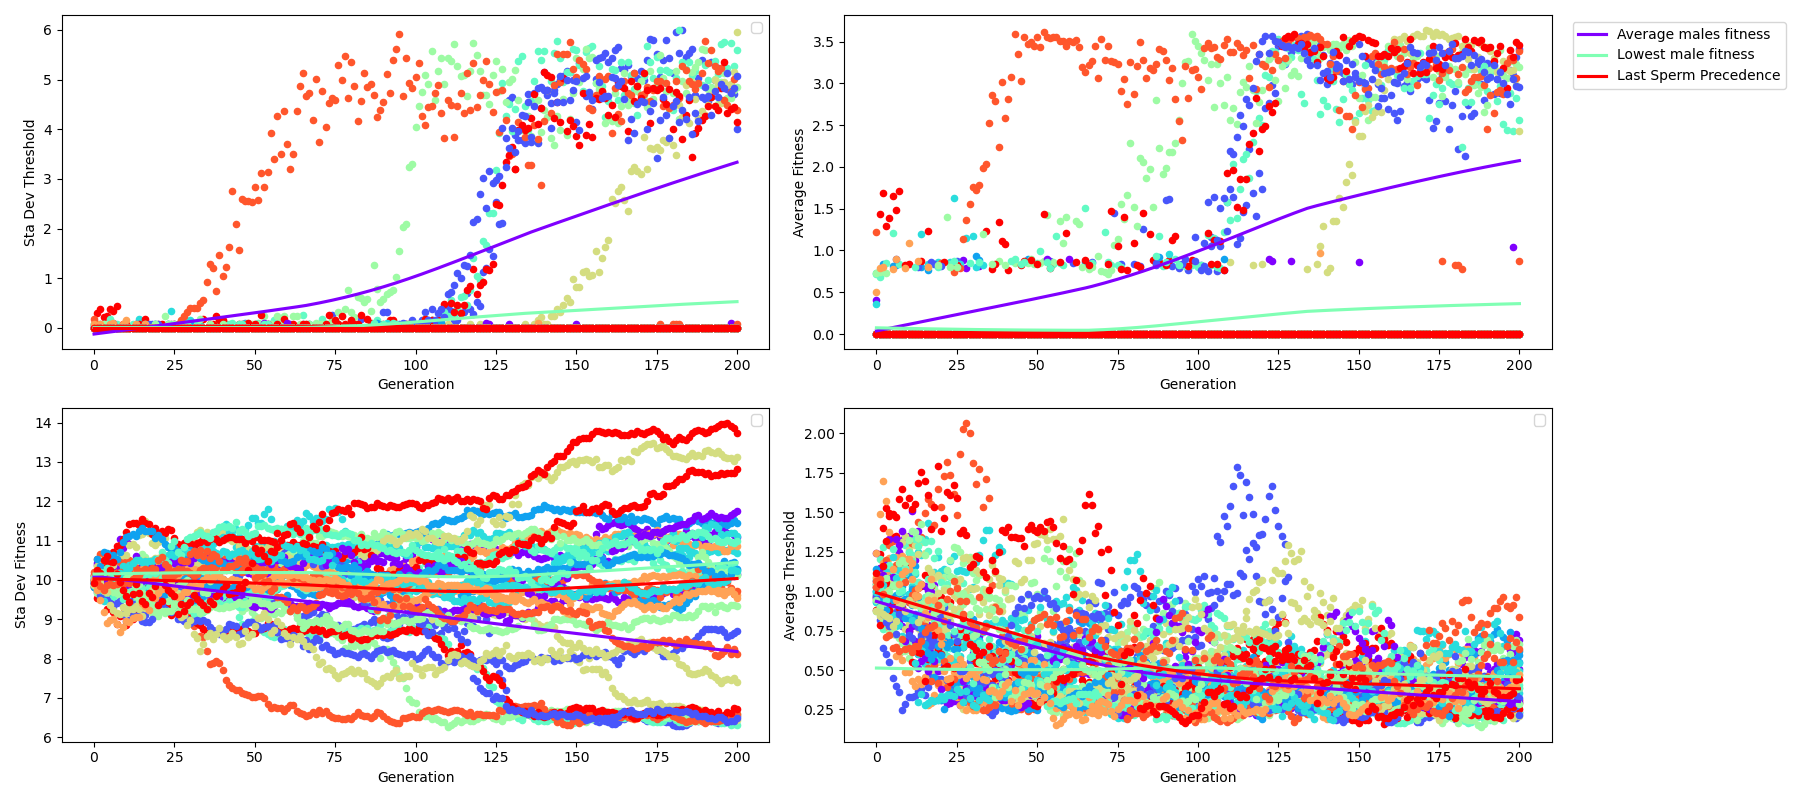 6
5
4
3
2
1
0
Sta Dev Threshold
0 25 50 75 100 125 150 175 200
Generation
3.5
3.0
2.5
2.0
1.5
1.0
0.5
0.0
Average Fitness
0 25 50 75 100 125 150 175 200
Generation
Average males fitness
Lowest male fitness
Last Sperm Precedence
14
13
12
11
10
9
8
7
6
Sta Dev Fitness
0 25 50 75 100 125 150 175 200
Generation
2.00
1.75
1.50
1.25
1.00
0.75
0.50
0.25
Average Threshold
0 25 50 75 100 125 150 175 200
Generation